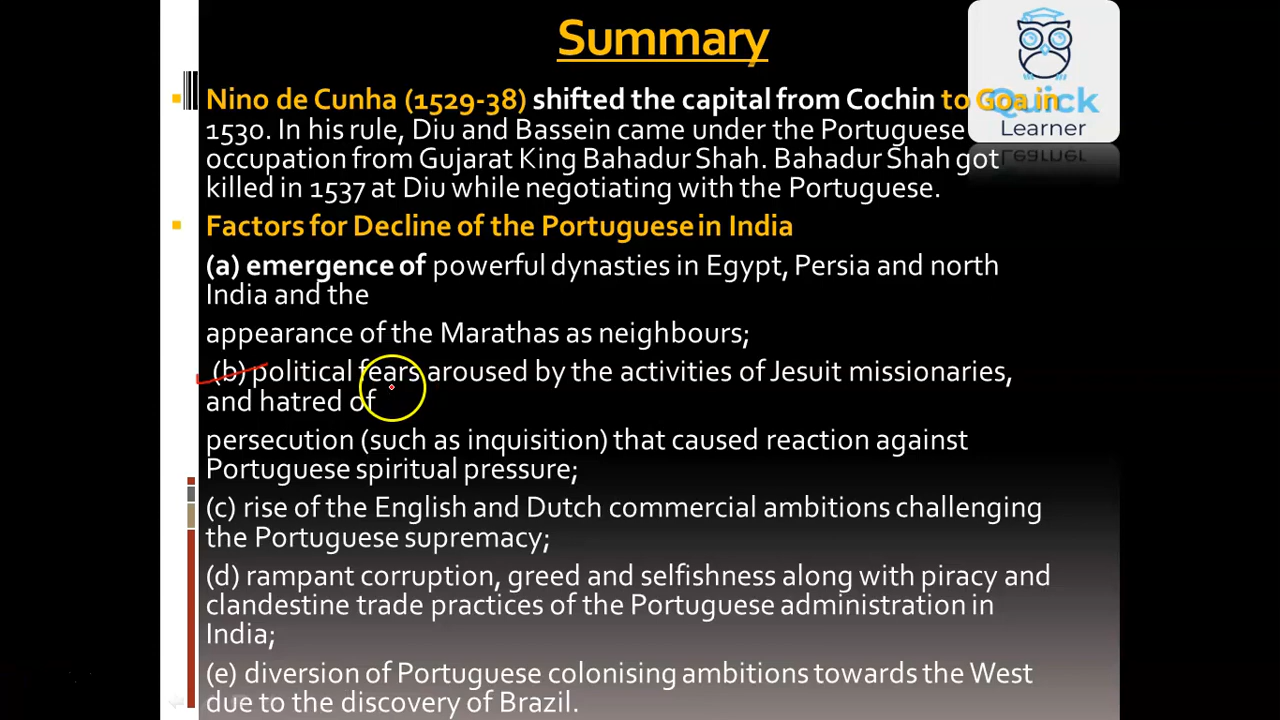 Summary
Nino de Cunha (1529-38) shifted the capital from Cochin to Goa in
1530. In his rule, Diu and Bassein came under the Portuguese
occupation from Gujarat King Bahadur Shah. Bahadur Shah got
killed in 1537 at Diu while negotiating with the Portuguese.
Quick
Learner
Factors for Decline of the Portuguese in India
(a) emergence of powerful dynasties in Egypt, Persia and north
India and the
appearance of the Marathas as neighbours;
(b) political fears aroused by the activities of Jesuit missionaries,
and hatred of
persecution (such as inquisition) that caused reaction against
Portuguese spiritual pressure;
(c) rise of the English and Dutch commercial ambitions challenging
the Portuguese supremacy;
(d) rampant corruption, greed and selfishness along with piracy and
clandestine trade practices of the Portuguese administration in
India;
(e) diversion of Portuguese colonising ambitions towards the West
due to the discovery of Brazil.